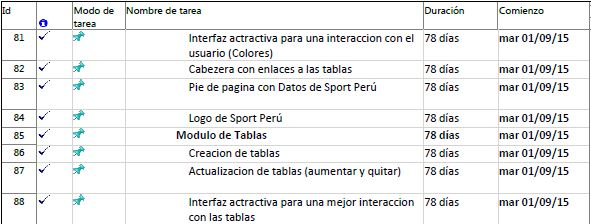 Id Modo de tarea Nombre de tarea Duración Comienzo
81 Interfaz actractiva para una interaccion con el usuario (Colores) 78 días mar 01/09/15
82 Cabezera con enlaces a las tablas 78 días mar 01/09/15
83 Pie de pagina con Datos de Sport Perú 78 días mar 01/09/15
84 Logo de Sport Perú 78 días mar 01/09/15
85 Modulo de Tablas 78 días mar 01/09/15
86 Creacion de tablas 78 días mar 01/09/15
87 Actualizacion de tablas (aumentar y quitar) 78 días mar 01/09/15
88 Interfaz actractiva para una mejor interaccion con las tablas 78 días mar 01/09/15